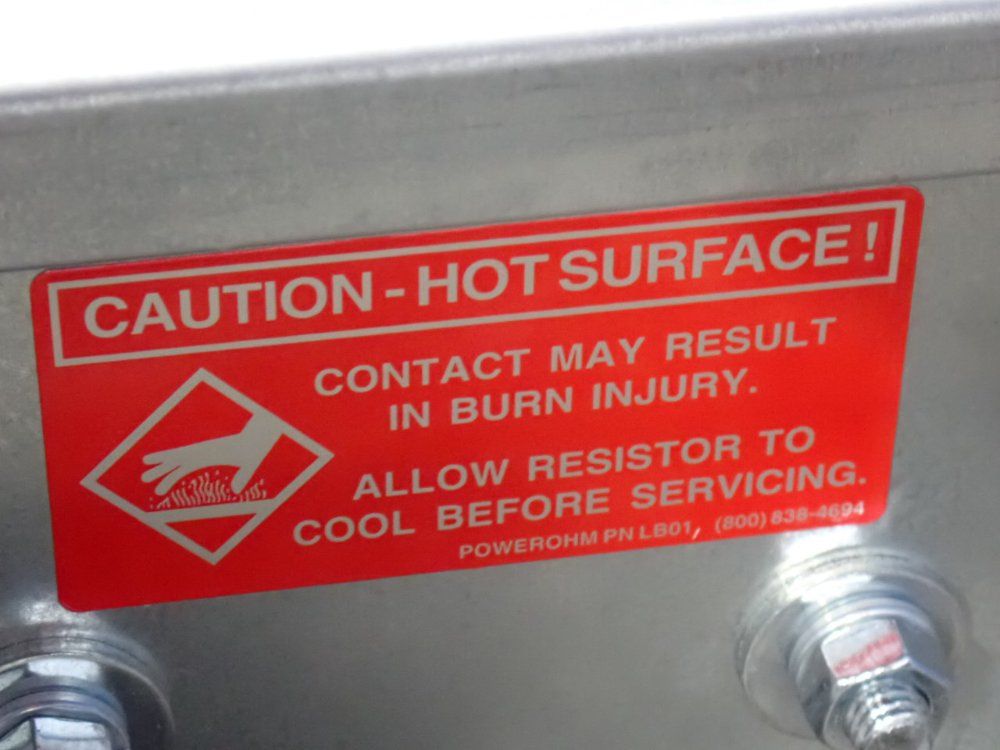 CAUTION - HOT SURFACE !
CONTACT MAY RESULT
IN BURN INJURY.
ALLOW RESISTOR TO
COOL BEFORE SERVICING.
POWEROHM PN LB01, (800) 838-4694